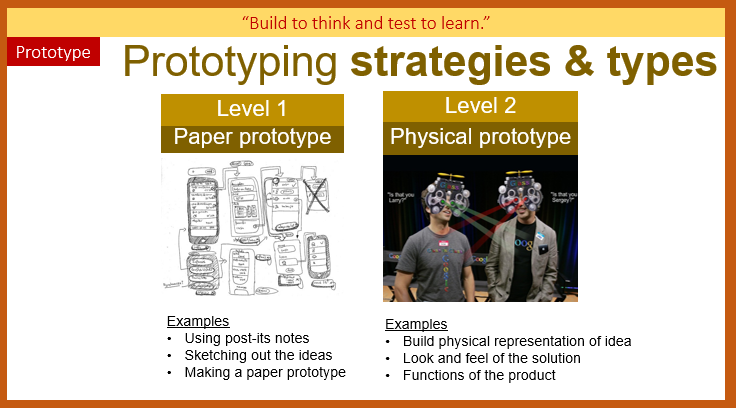 “Build to think and test to learn.”
Prototype
Prototyping strategies & types
Level 1
Paper prototype
Level 2
Physical prototype
"Is that you
Larry?"
"Is that you
Sergey?"
Google
Examples
• Using post-its notes
• Sketching out the ideas
• Making a paper prototype
Examples
• Build physical representation of idea
• Look and feel of the solution
• Functions of the product